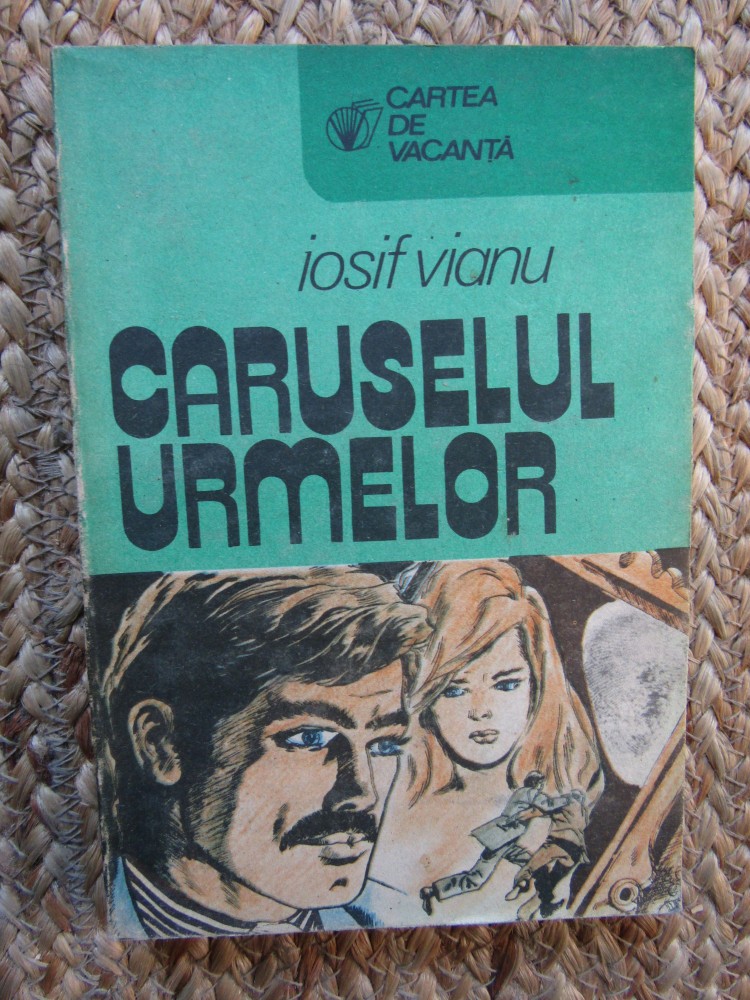 CARTEA
DE
VACANȚĂ
iosif vianu
CARUSELUL
URMELOR